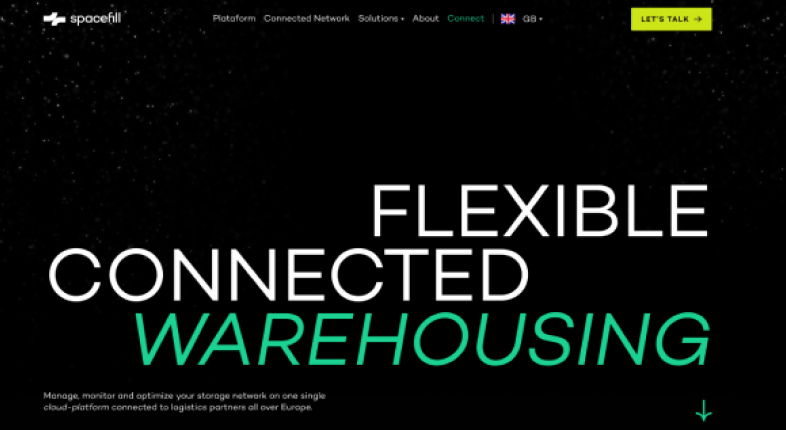 spacefill
Plataform Connected Network Solutions About Connect | GB
LET'S TALK →
FLEXIBLE
CONNECTED
WAREHOUSING
Manage, monitor and optimize your storage network on one single
cloud-platform connected to logistics partners all over Europe.